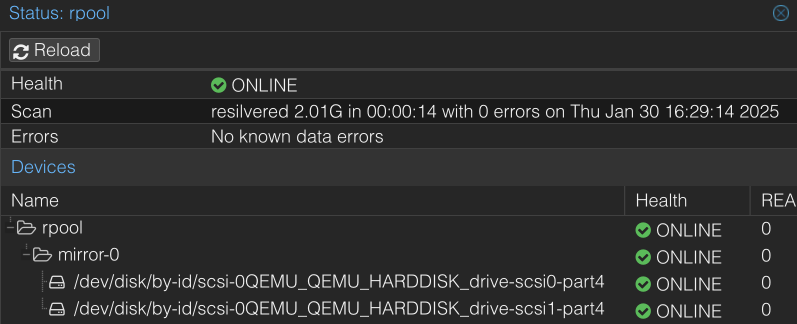 Status: rpool
Reload
Health ONLINE
Scan resilvered 2.01G in 00:00:14 with 0 errors on Thu Jan 30 16:29:14 2025
Errors No known data errors
Devices
Name Health REA
rpool ONLINE 0
mirror-0 ONLINE 0
/dev/disk/by-id/scsi-0QEMU_QEMU_HARDDISK_drive-scsi0-part4 ONLINE 0
/dev/disk/by-id/scsi-0QEMU_QEMU_HARDDISK_drive-scsi1-part4 ONLINE 0